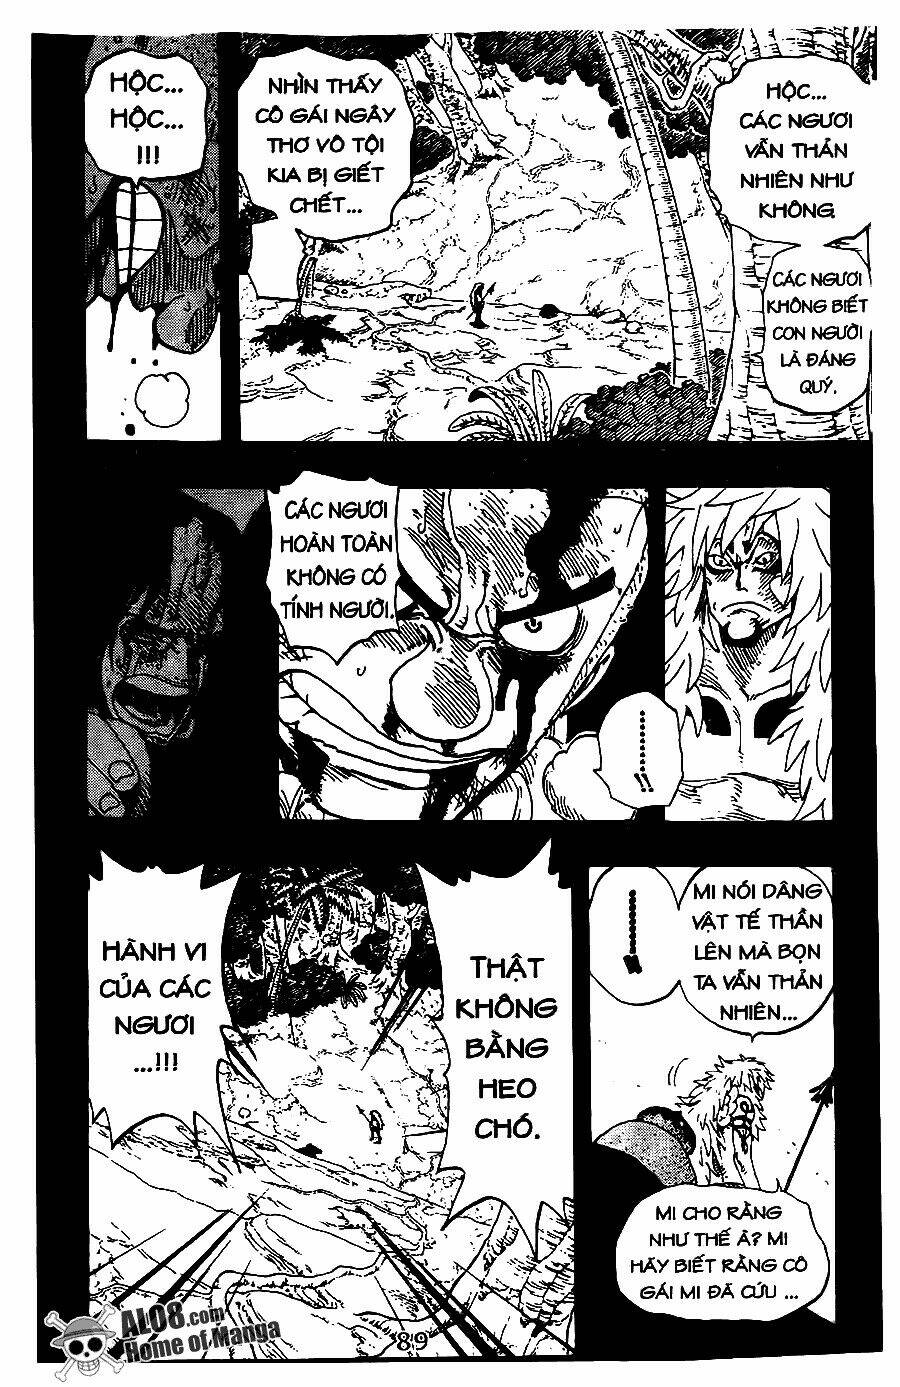 HỘC...
CÁC NGƯƠI
VẪN THẢN
NHIÊN NHƯ
KHÔNG.
CÁC NGƯƠI
KHÔNG BIẾT
CON NGƯỜI
LÀ ĐÁNG
QUÝ.
NHÌN THẤY
CÔ GÁI NGÂY
THƠ VÔ TỘI
KIA BỊ GIẾT
CHẾT...
HỘC...
HỘC...
!!!
..........!!
CÁC NGƯƠI
HOÀN TOÀN
KHÔNG CÓ
TÍNH NGƯỜI.
MI NÓI DÂNG
VẬT TẾ THẦN
LÊN MÀ BỌN
TA VẪN THẢN
NHIÊN...
..........!!
MI CHO RẰNG
NHƯ THẾ À? MI
HÃY BIẾT RẰNG CÔ
GÁI MI ĐÃ CỨU ...
THẬT
KHÔNG
BẰNG
HEO
CHÓ.
HÀNH VI
CỦA CÁC
NGƯƠI
...!!!
89
ALO8.com
Home of Manga